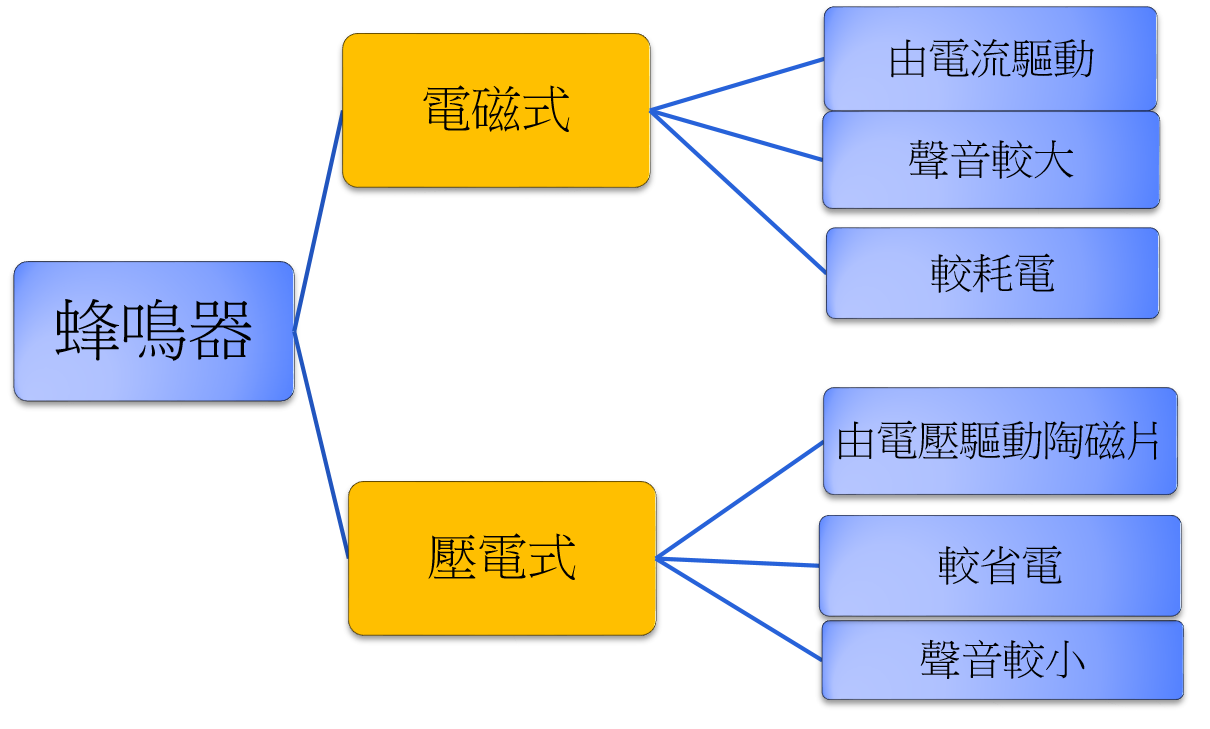 蜂鳴器
電磁式
由電流驅動
聲音較大
較耗電
壓電式
由電壓驅動陶磁片
較省電
聲音較小